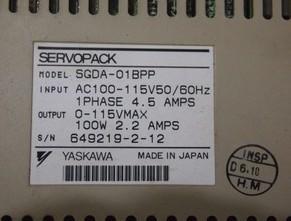 SERVOPACK
MODEL SGDA-01BPP
INPUT AC100-115V50/60Hz
1PHASE 4.5 AMPS
OUTPUT 0-115VMAX
100W 2.2 AMPS
S/N 649219-2-12
YASKAWA MADE IN JAPAN
INSP
D6.10
H.M